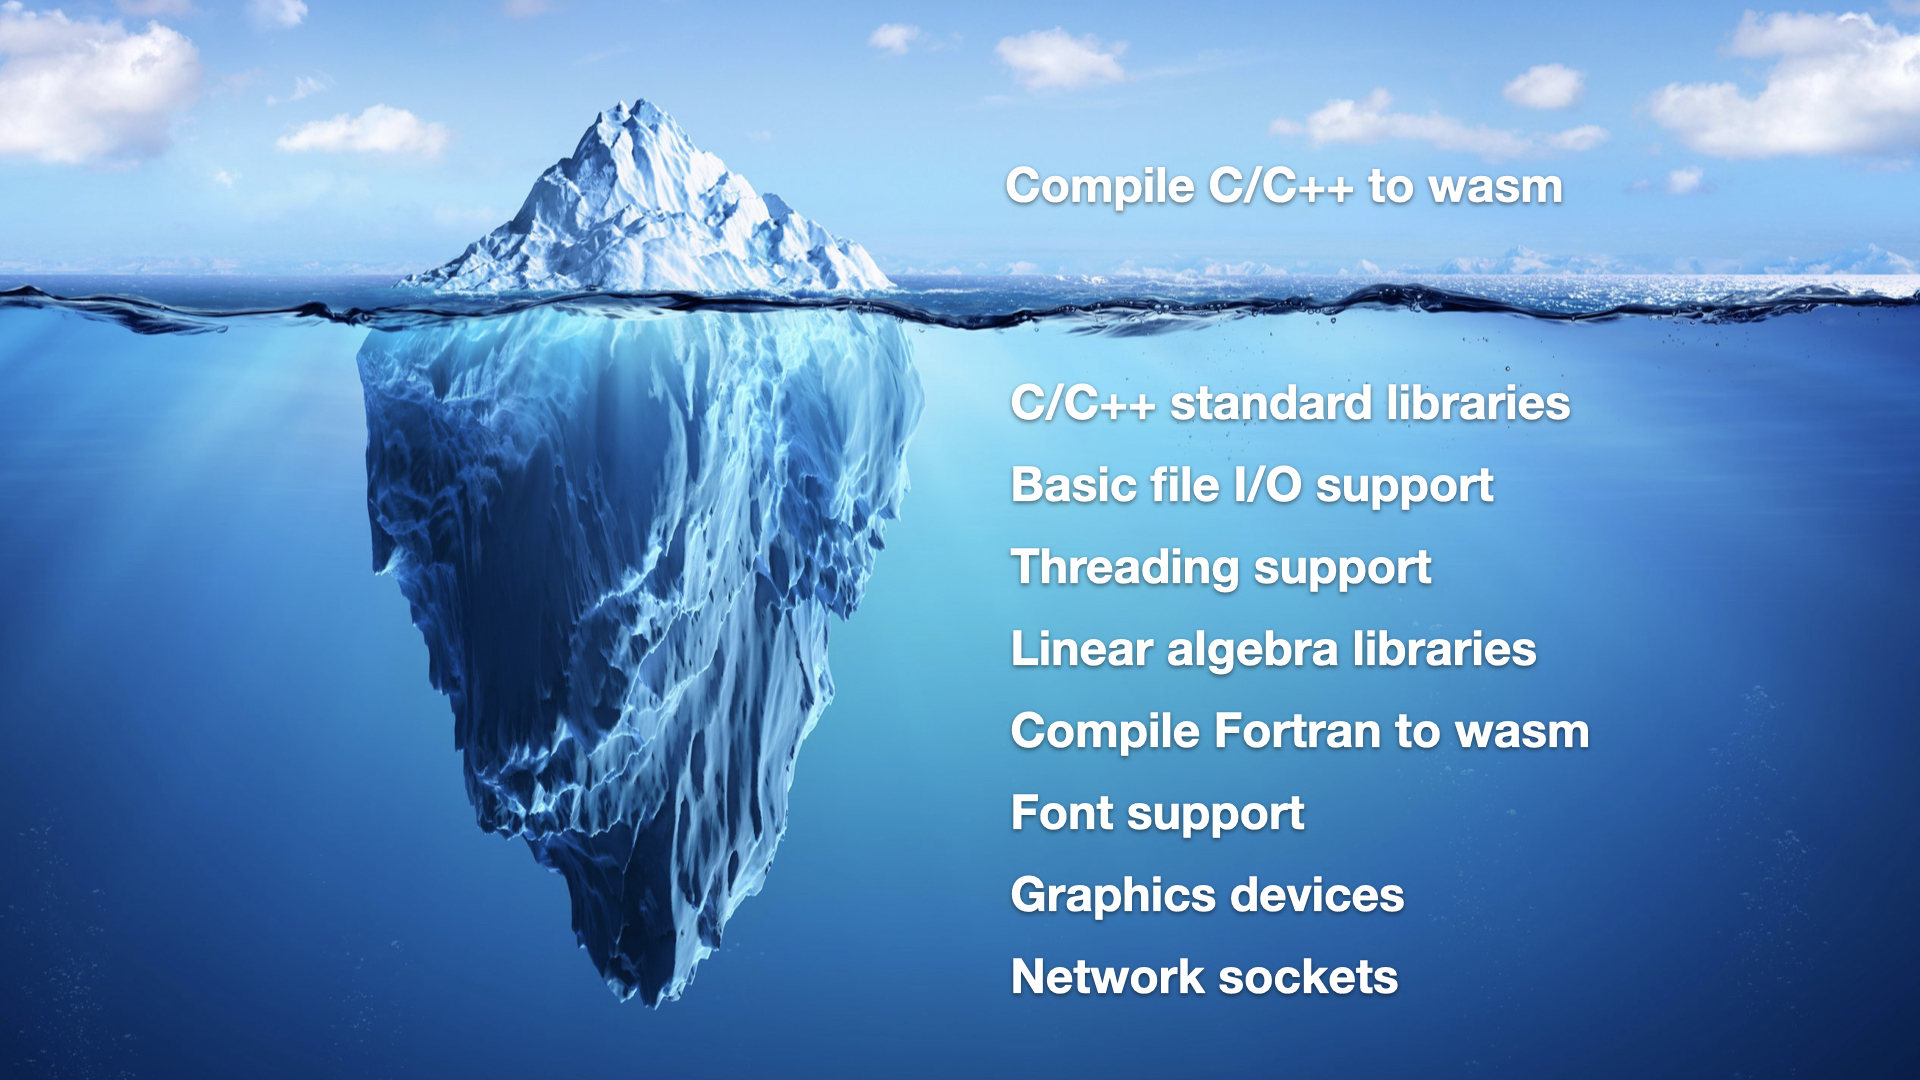 Compile C/C++ to wasm
C/C++ standard libraries
Basic file I/O support
Threading support
Linear algebra libraries
Compile Fortran to wasm
Font support
Graphics devices
Network sockets